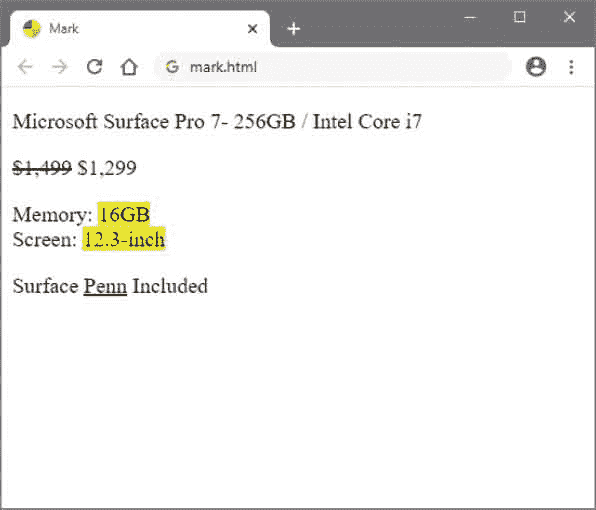 Mark
mark.html
Microsoft Surface Pro 7- 256GB / Intel Core i7
$1,499 $1,299
Memory: 16GB
Screen: 12.3-inch
Surface Penn Included